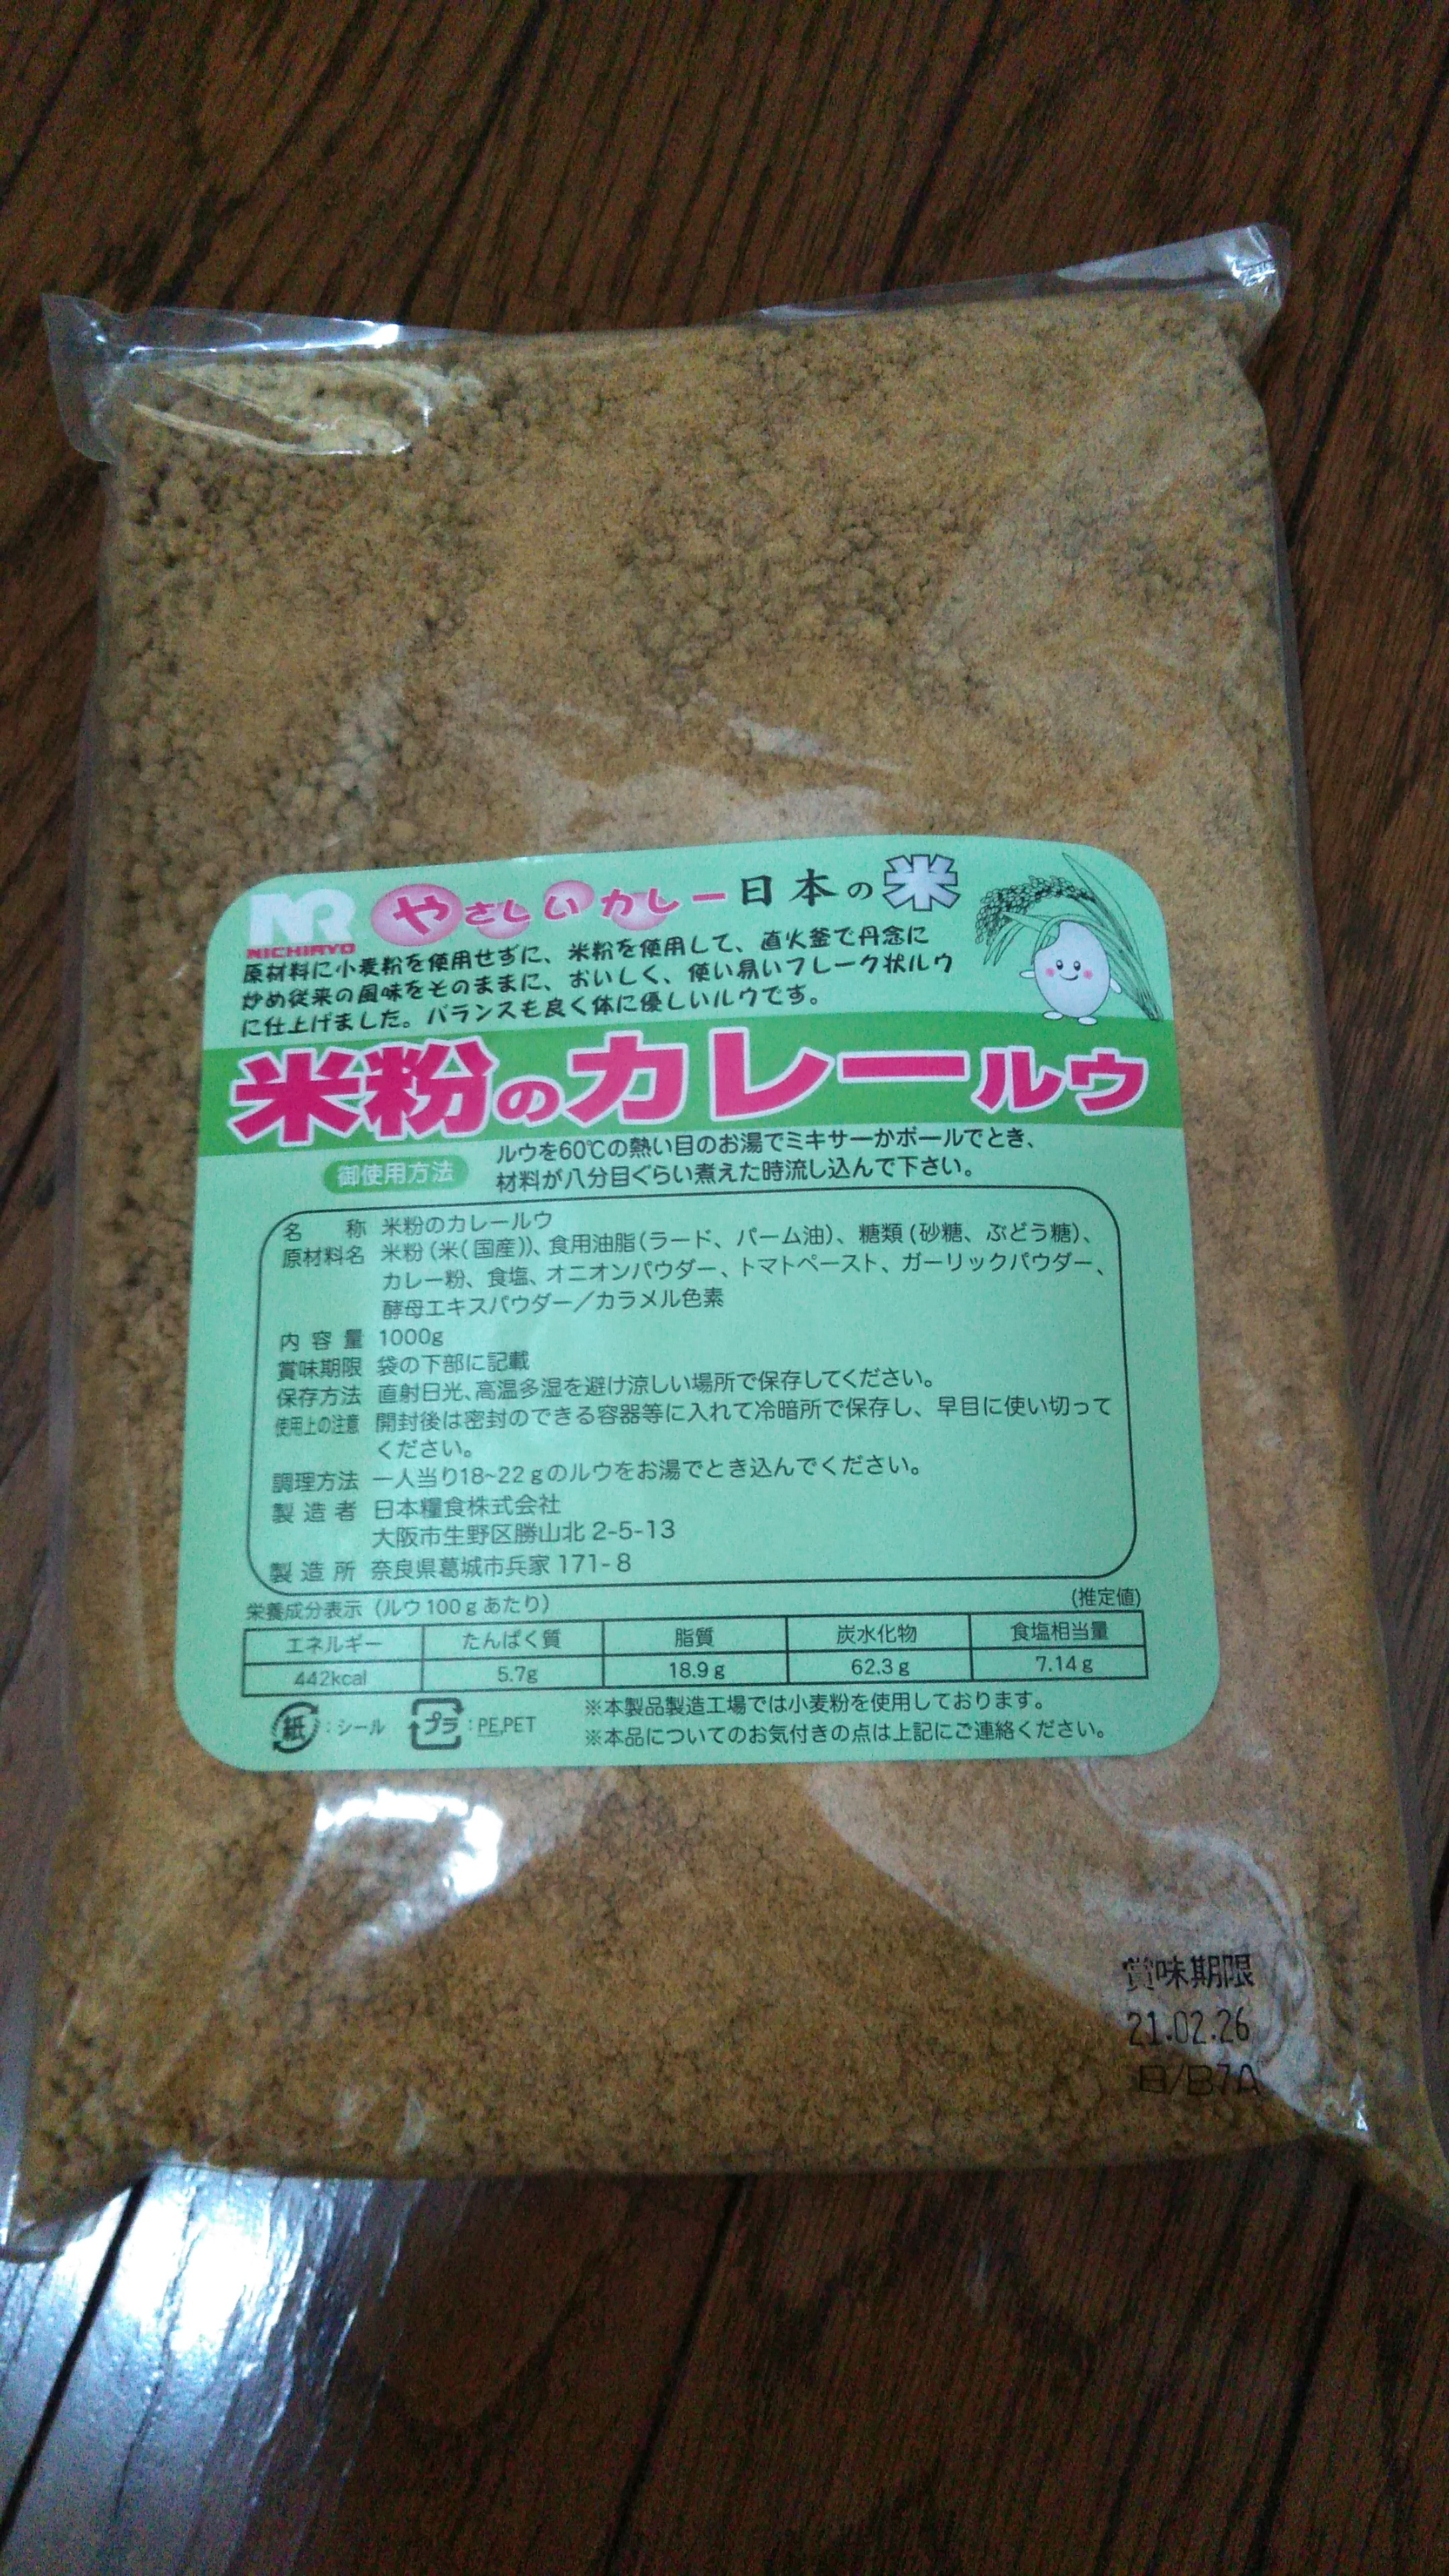 NR やさしいカレー日本の米
NICHIRYO
原材料に小麦粉を使用せずに、米粉を使用して、直火釜で丹念に
炒め従来の風味をそのままに、おいしく、使い易いフレーク状ルウ
に仕上げました。バランスも良く体に優しいルウです。
米粉のカレールウ
御使用方法
ルウを60℃の熱い目のお湯でミキサーかボールでとき、
材料が八分目ぐらい煮えた時流し込んで下さい。
名 称 米粉のカレールウ
原材料名 米粉(米(国産))、食用油脂(ラード、パーム油)、糖類(砂糖、ぶどう糖)、
カレー粉、食塩、オニオンパウダー、トマトペースト、ガーリックパウダー、
酵母エキスパウダー/カラメル色素
内容量 1000g
賞味期限 袋の下部に記載
保存方法 直射日光、高温多湿を避け涼しい場所で保存してください。
使用上の注意 開封後は密封のできる容器等に入れて冷暗所で保存し、早目に使い切って
ください。
調理方法 一人当り18~22gのルウをお湯でとき込んでください。
製造者 日本糧食株式会社
大阪市生野区勝山北 2-5-13
製造所 奈良県葛城市兵家 171-8
栄養成分表示(ルウ100gあたり) (推定値)
エネルギー たんぱく質 脂質 炭水化物 食塩相当量
442kcal 5.7g 18.9g 62.3g 7.14g
紙:シール プラ:PE,PET
※本製品製造工場では小麦粉を使用しております。
※本品についてのお気付きの点は上記にご連絡ください。
賞味期限
21.02.26
B/B7A